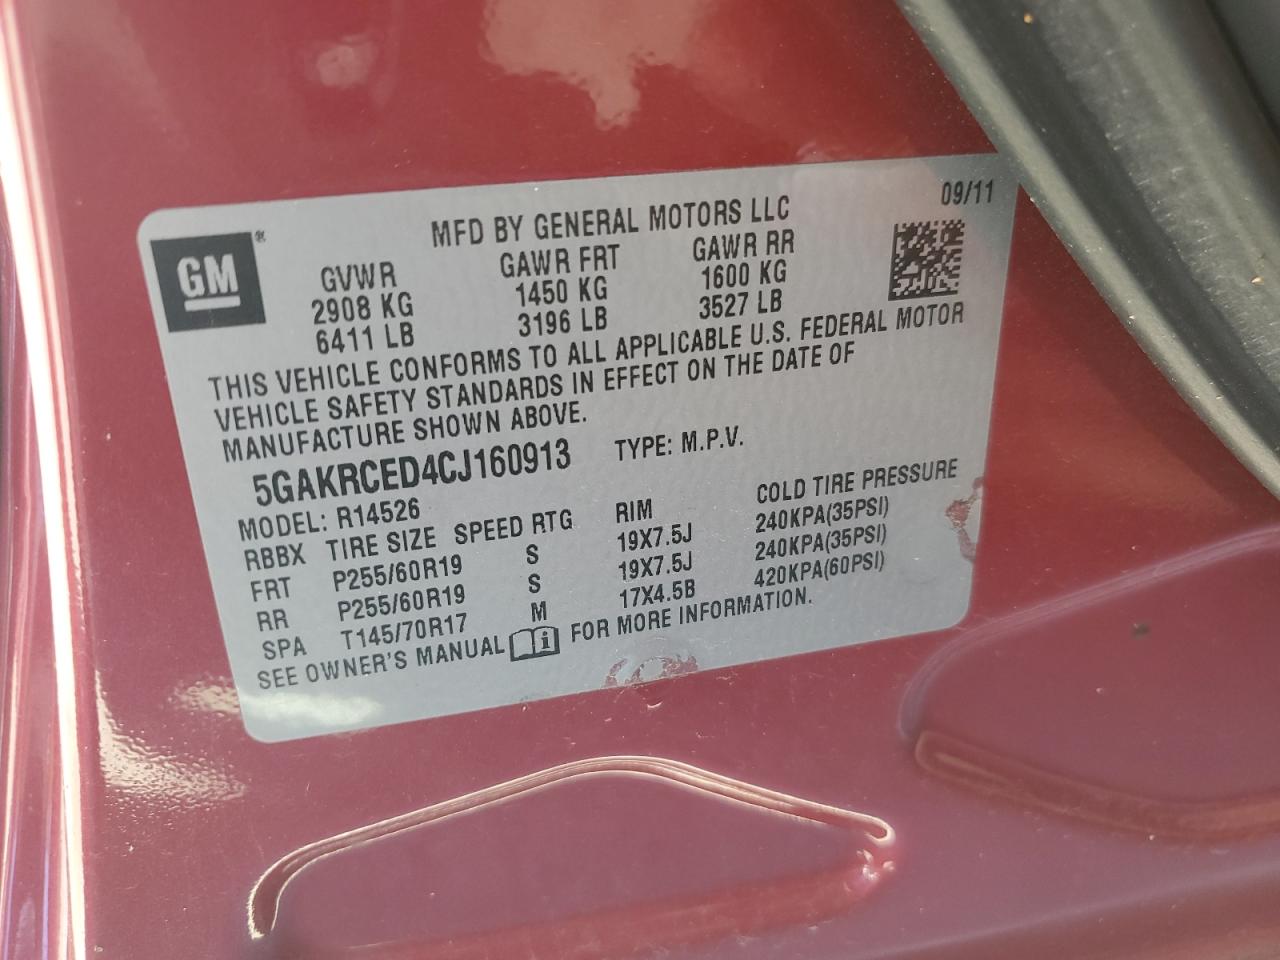 MFD BY GENERAL MOTORS LLC 09/11
GM®
GVWR GAWR FRT GAWR RR
2908 KG 1450 KG 1600 KG
6411 LB 3196 LB 3527 LB
THIS VEHICLE CONFORMS TO ALL APPLICABLE U.S. FEDERAL MOTOR
VEHICLE SAFETY STANDARDS IN EFFECT ON THE DATE OF
MANUFACTURE SHOWN ABOVE.
5GAKRCED4CJ160913 TYPE: M.P.V.
MODEL: R14526
RBBX TIRE SIZE SPEED RTG RIM COLD TIRE PRESSURE
FRT P255/60R19 S 19X7.5J 240KPA(35PSI)
RR P255/60R19 S 19X7.5J 240KPA(35PSI)
SPA T145/70R17 M 17X4.5B 420KPA(60PSI)
SEE OWNER'S MANUAL i FOR MORE INFORMATION.